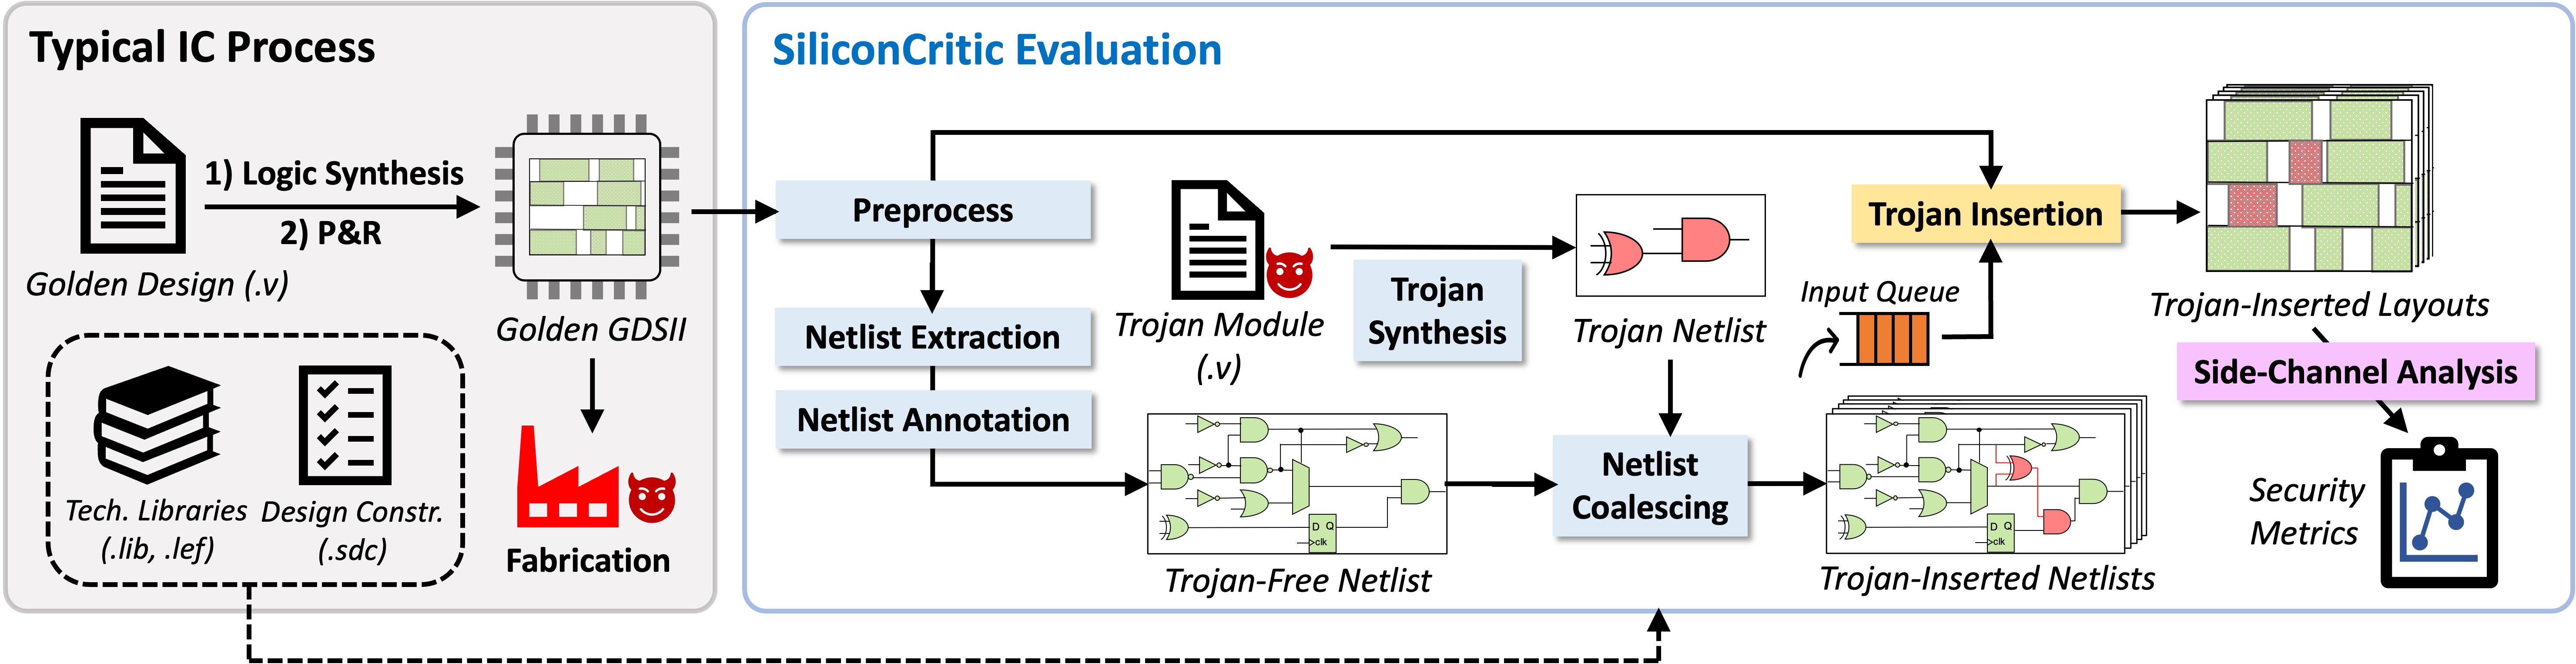 Typical IC Process
1) Logic Synthesis
2) P&R
Golden Design (.v)
Golden GDSII
Tech. Libraries
(.lib, .lef)
Design Constr.
(.sdc)
Fabrication
SiliconCritic Evaluation
Preprocess
Netlist Extraction
Netlist Annotation
Trojan Module
(.v)
Trojan
Synthesis
Trojan Netlist
D Q
clk
Trojan-Free Netlist
Netlist
Coalescing
Input Queue
Trojan Insertion
D Q
clk
Trojan-Inserted Netlists
Trojan-Inserted Layouts
Side-Channel Analysis
Security
Metrics